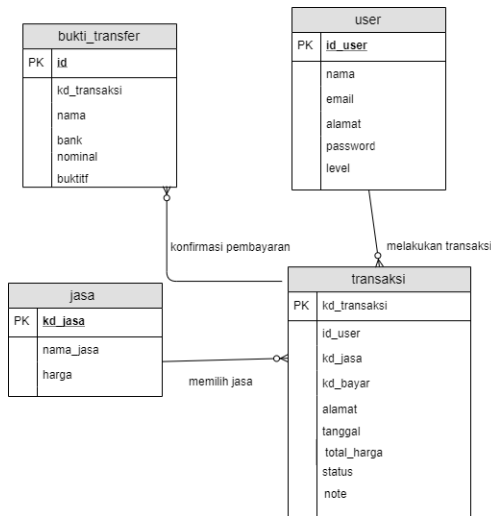 bukti_transfer
PK id
kd_transaksi
nama
bank
nominal
buktitf
user
PK id_user
nama
email
alamat
password
level
konfirmasi pembayaran
melakukan transaksi
jasa
PK kd_jasa
nama_jasa
harga
memilih jasa
transaksi
PK kd_transaksi
id_user
kd_jasa
kd_bayar
alamat
tanggal
total_harga
status
note